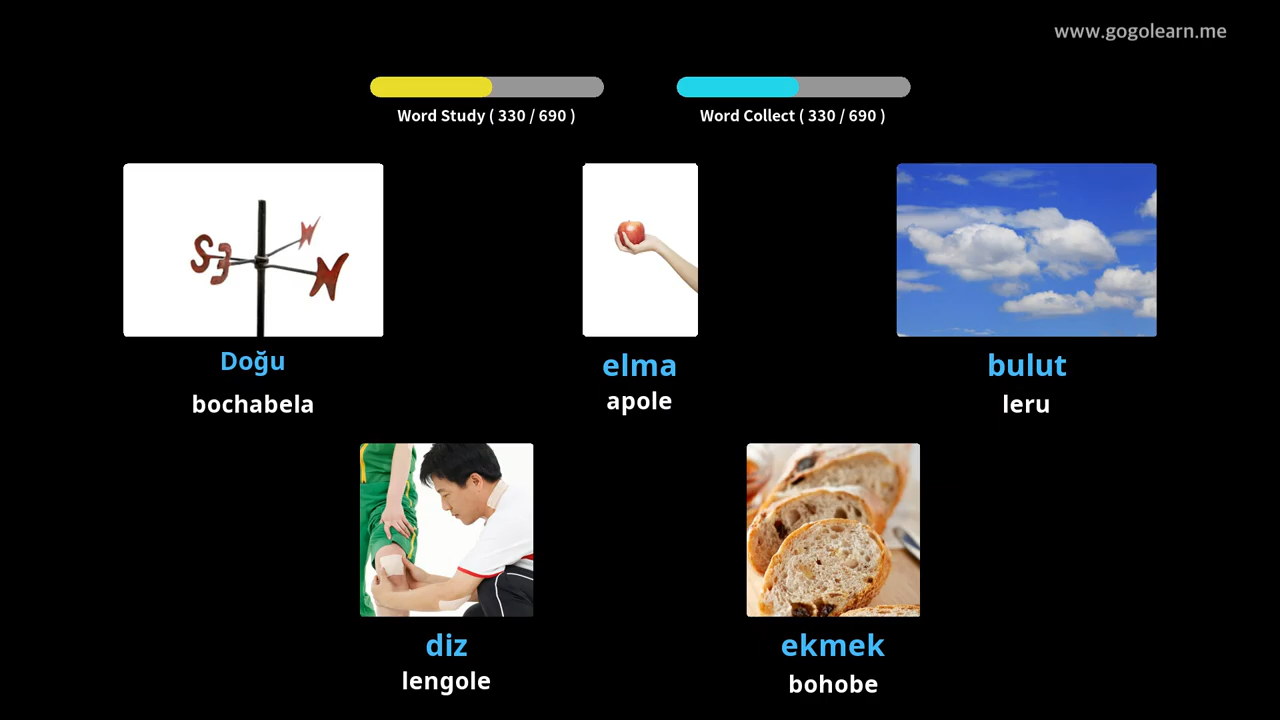 www.gogolearn.me
Word Study ( 330 / 690 )
Word Collect ( 330 / 690 )
S
E
N
W
Doğu
bochabela
elma
apole
bulut
leru
diz
lengole
ekmek
bohobe